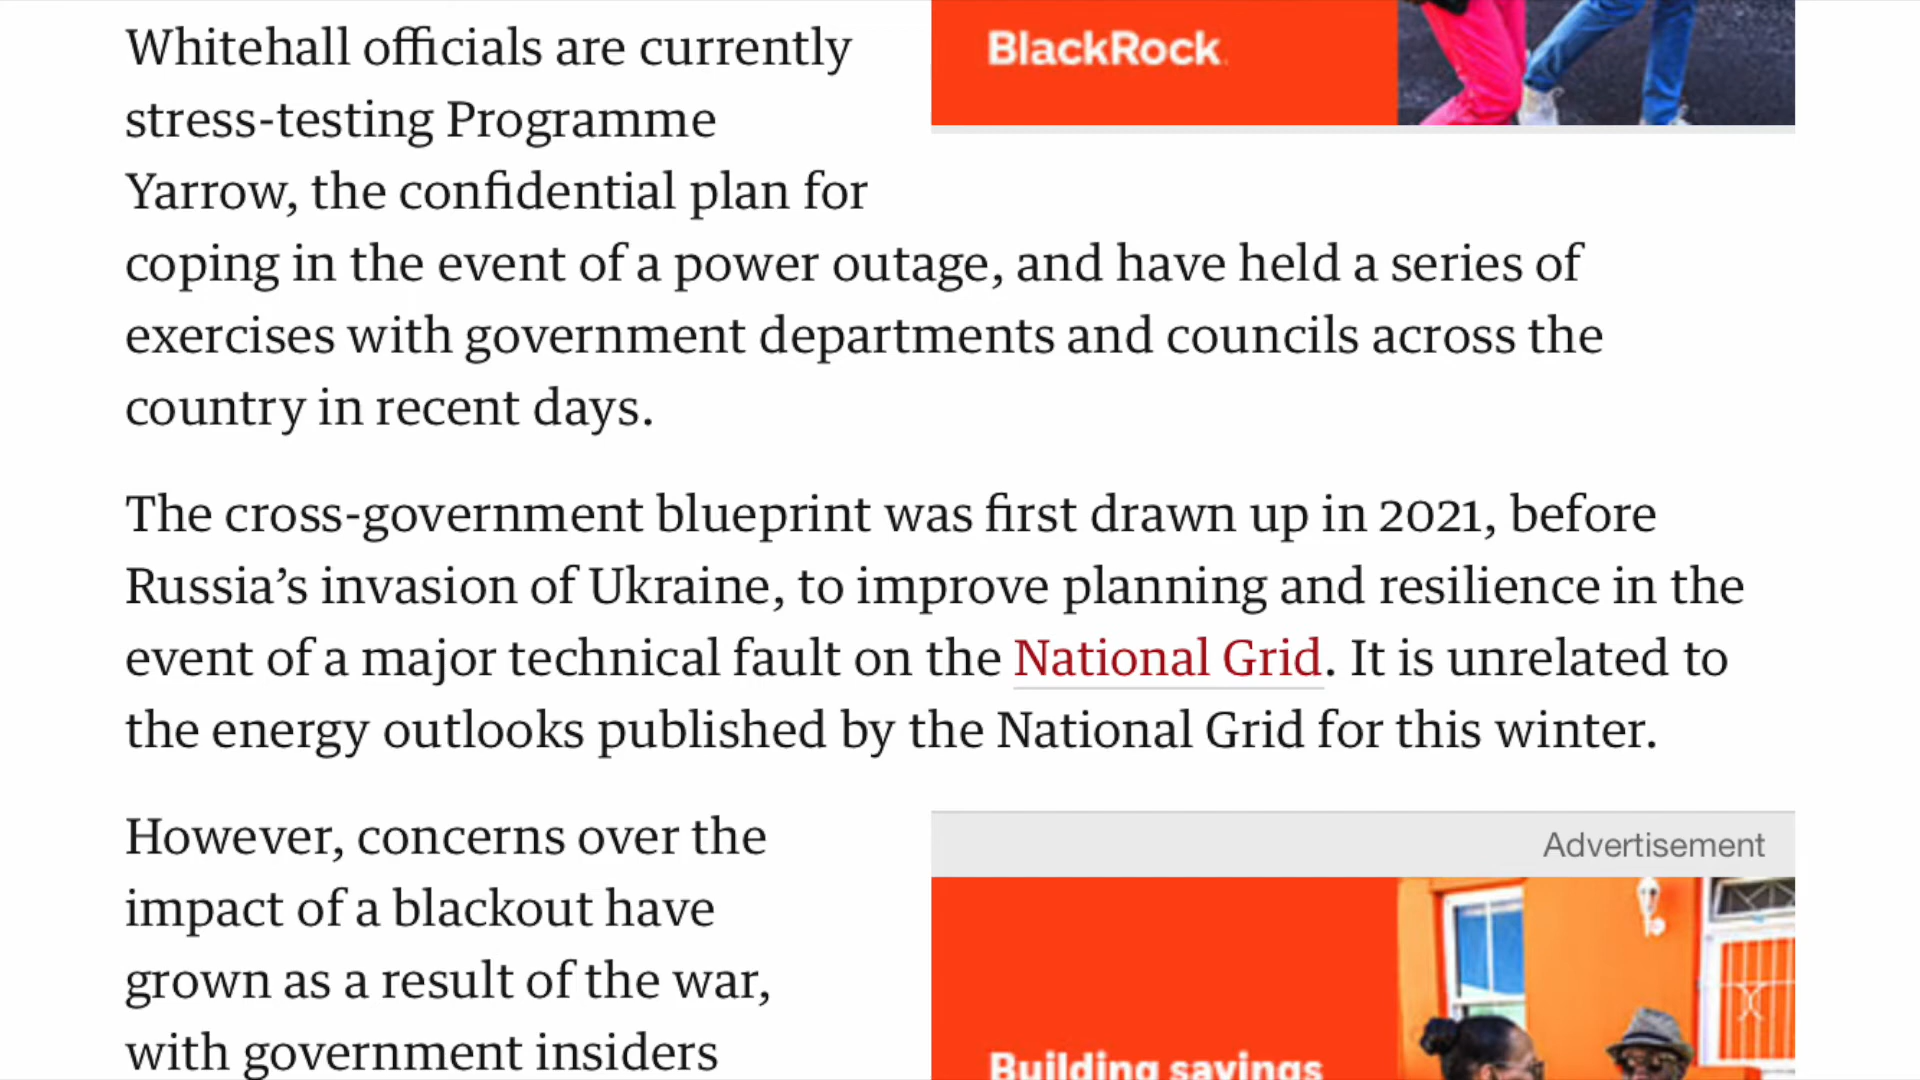 Whitehall officials are currently
stress-testing Programme
Yarrow, the confidential plan for
coping in the event of a power outage, and have held a series of
exercises with government departments and councils across the
country in recent days.
BlackRock.
The cross-government blueprint was first drawn up in 2021, before
Russia’s invasion of Ukraine, to improve planning and resilience in the
event of a major technical fault on the National Grid. It is unrelated to
the energy outlooks published by the National Grid for this winter.
However, concerns over the
impact of a blackout have
grown as a result of the war,
with government insiders
Advertisement
Building savings